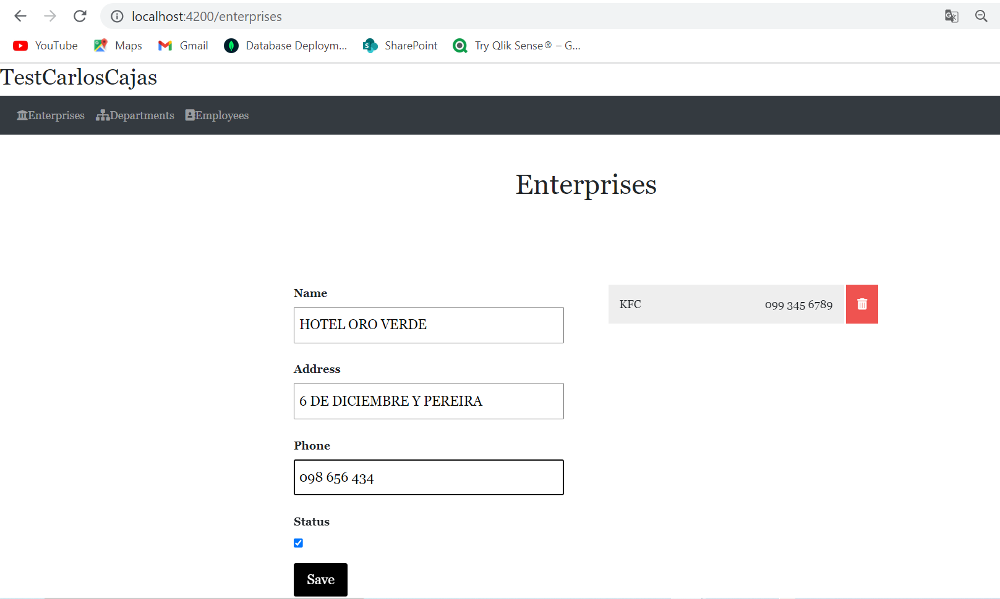 localhost:4200/enterprises
YouTube Maps Gmail Database Deploym... SharePoint Try Qlik Sense® – G...
TestCarlosCajas
Enterprises Departments Employees
Enterprises
Name
HOTEL ORO VERDE
KFC 099 345 6789
Address
6 DE DICIEMBRE Y PEREIRA
Phone
098 656 434
Status
Save